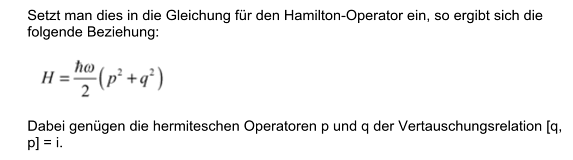 Setzt man dies in die Gleichung für den Hamilton-Operator ein, so ergibt sich die
folgende Beziehung:
H = ħω/2 (p² + q²)
Dabei genügen die hermiteschen Operatoren p und q der Vertauschungsrelation [q,
p] = i.